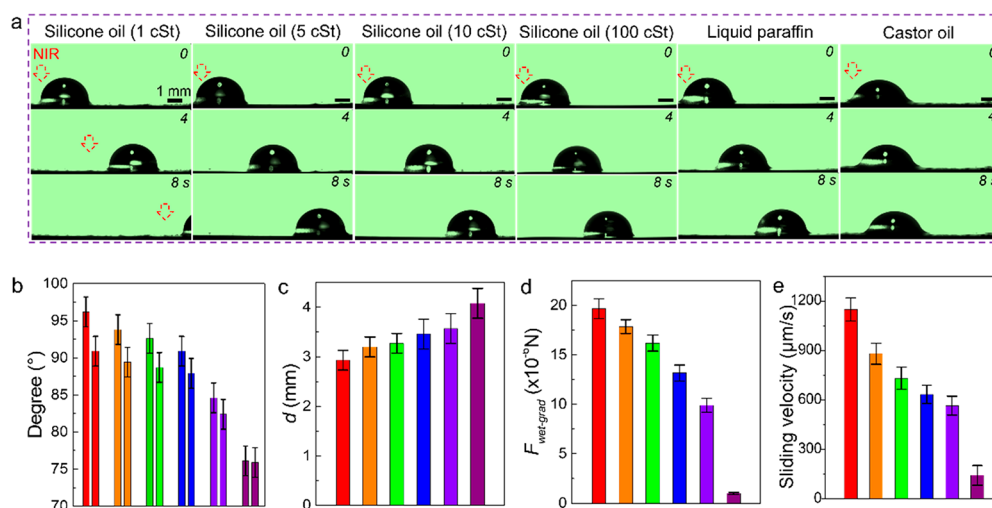 a
Silicone oil (1 cSt) Silicone oil (5 cSt) Silicone oil (10 cSt) Silicone oil (100 cSt) Liquid paraffin Castor oil
NIR 0 0 0 0 0 0
1 mm
4 4 4 4 4 4
8 s 8 s 8 s 8 s 8 s 8 s
b
Degree (°)
100
95
90
85
80
75
70
c
d (mm)
4
3
2
1
0
d
F wet-grad (x10⁻⁶N)
20
15
10
5
0
e
Sliding velocity (μm/s)
1200
900
600
300
0